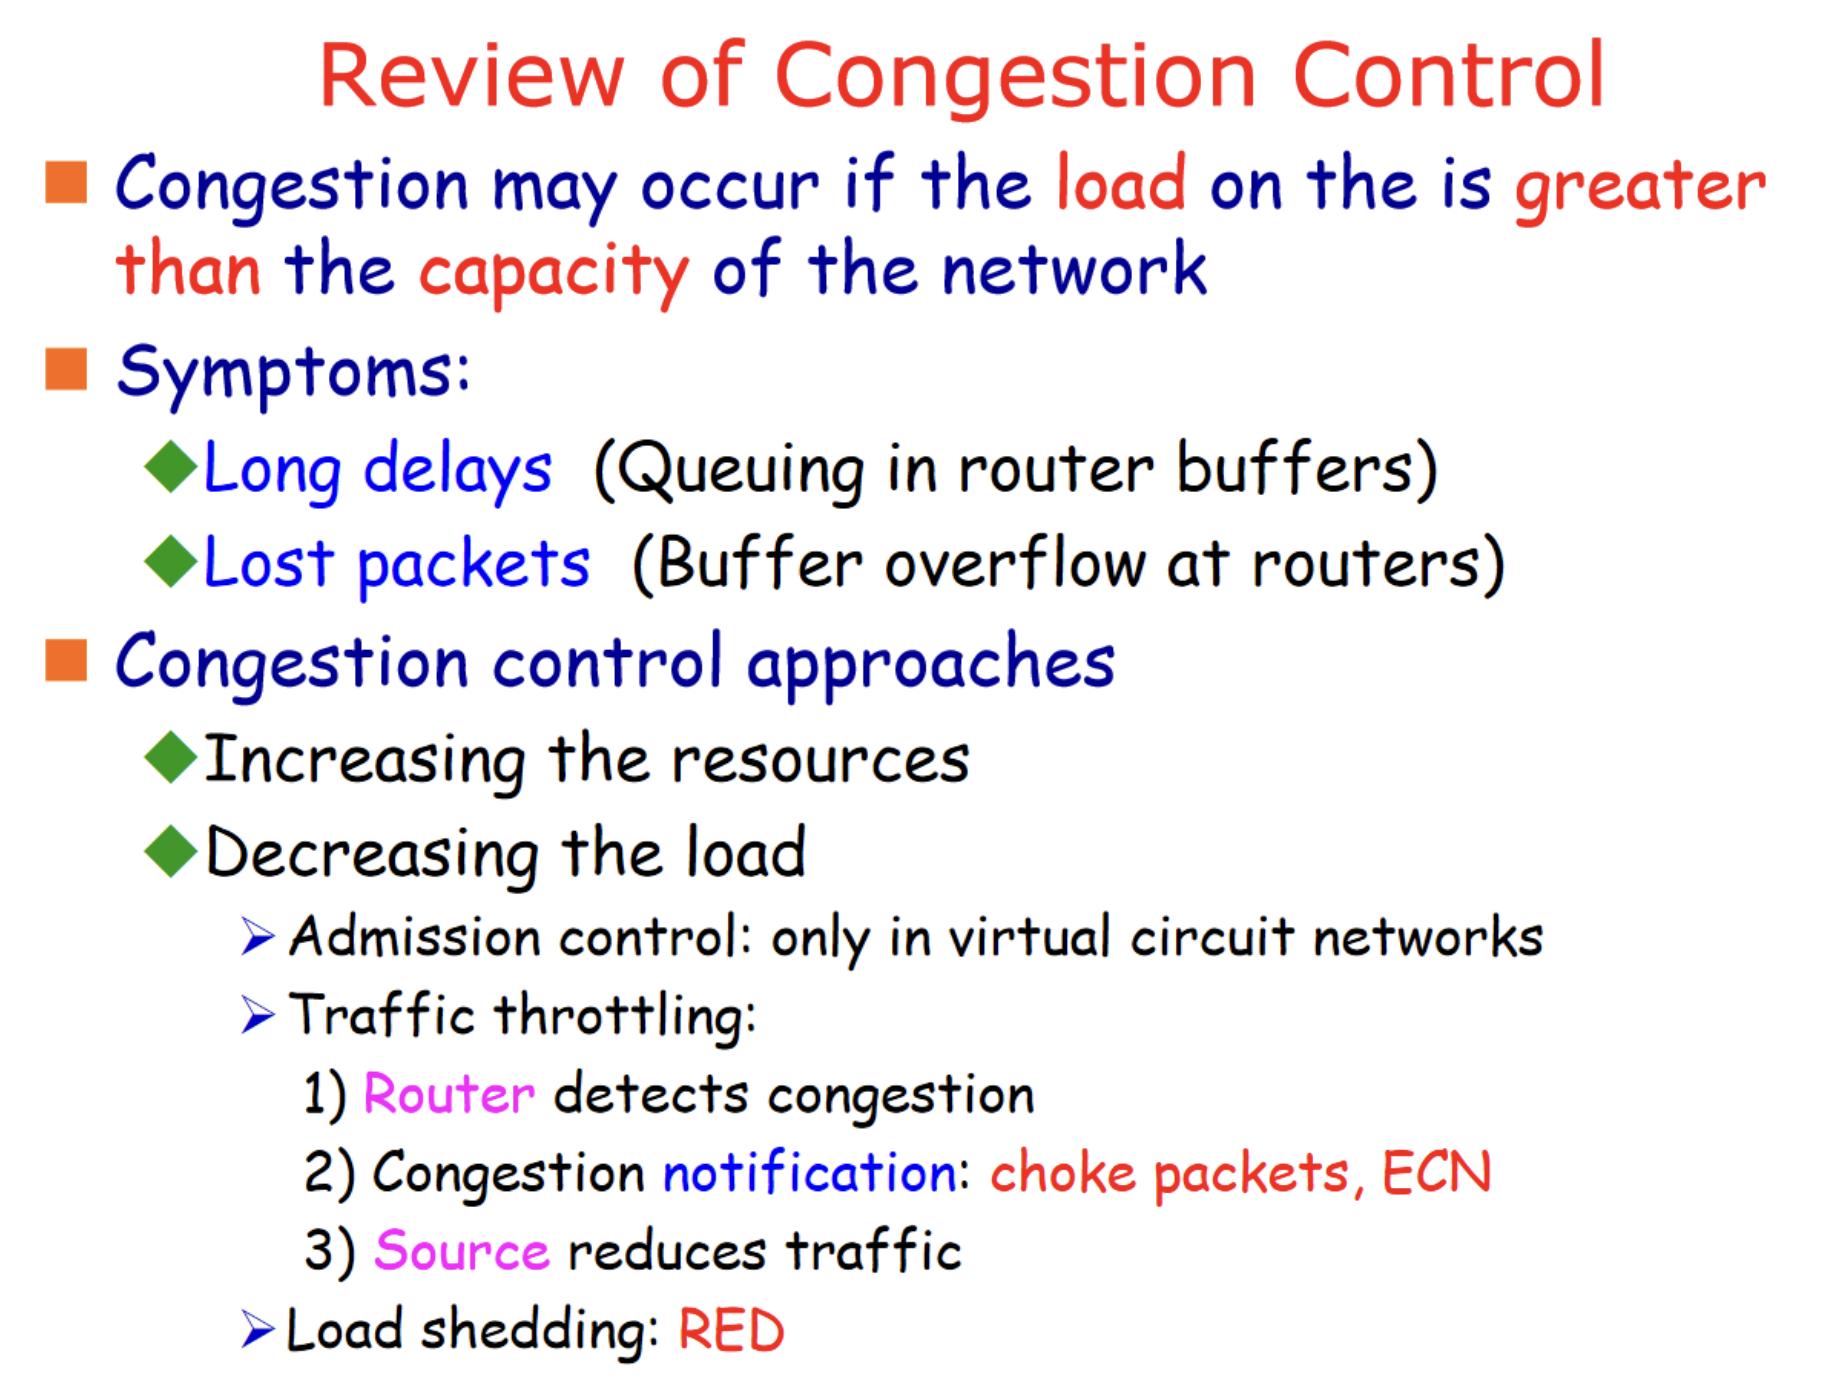 Review of Congestion Control
Congestion may occur if the load on the is greater
than the capacity of the network
Symptoms:
Long delays (Queuing in router buffers)
Lost packets (Buffer overflow at routers)
Congestion control approaches
Increasing the resources
Decreasing the load
Admission control: only in virtual circuit networks
Traffic throttling:
1) Router detects congestion
2) Congestion notification: choke packets, ECN
3) Source reduces traffic
Load shedding: RED